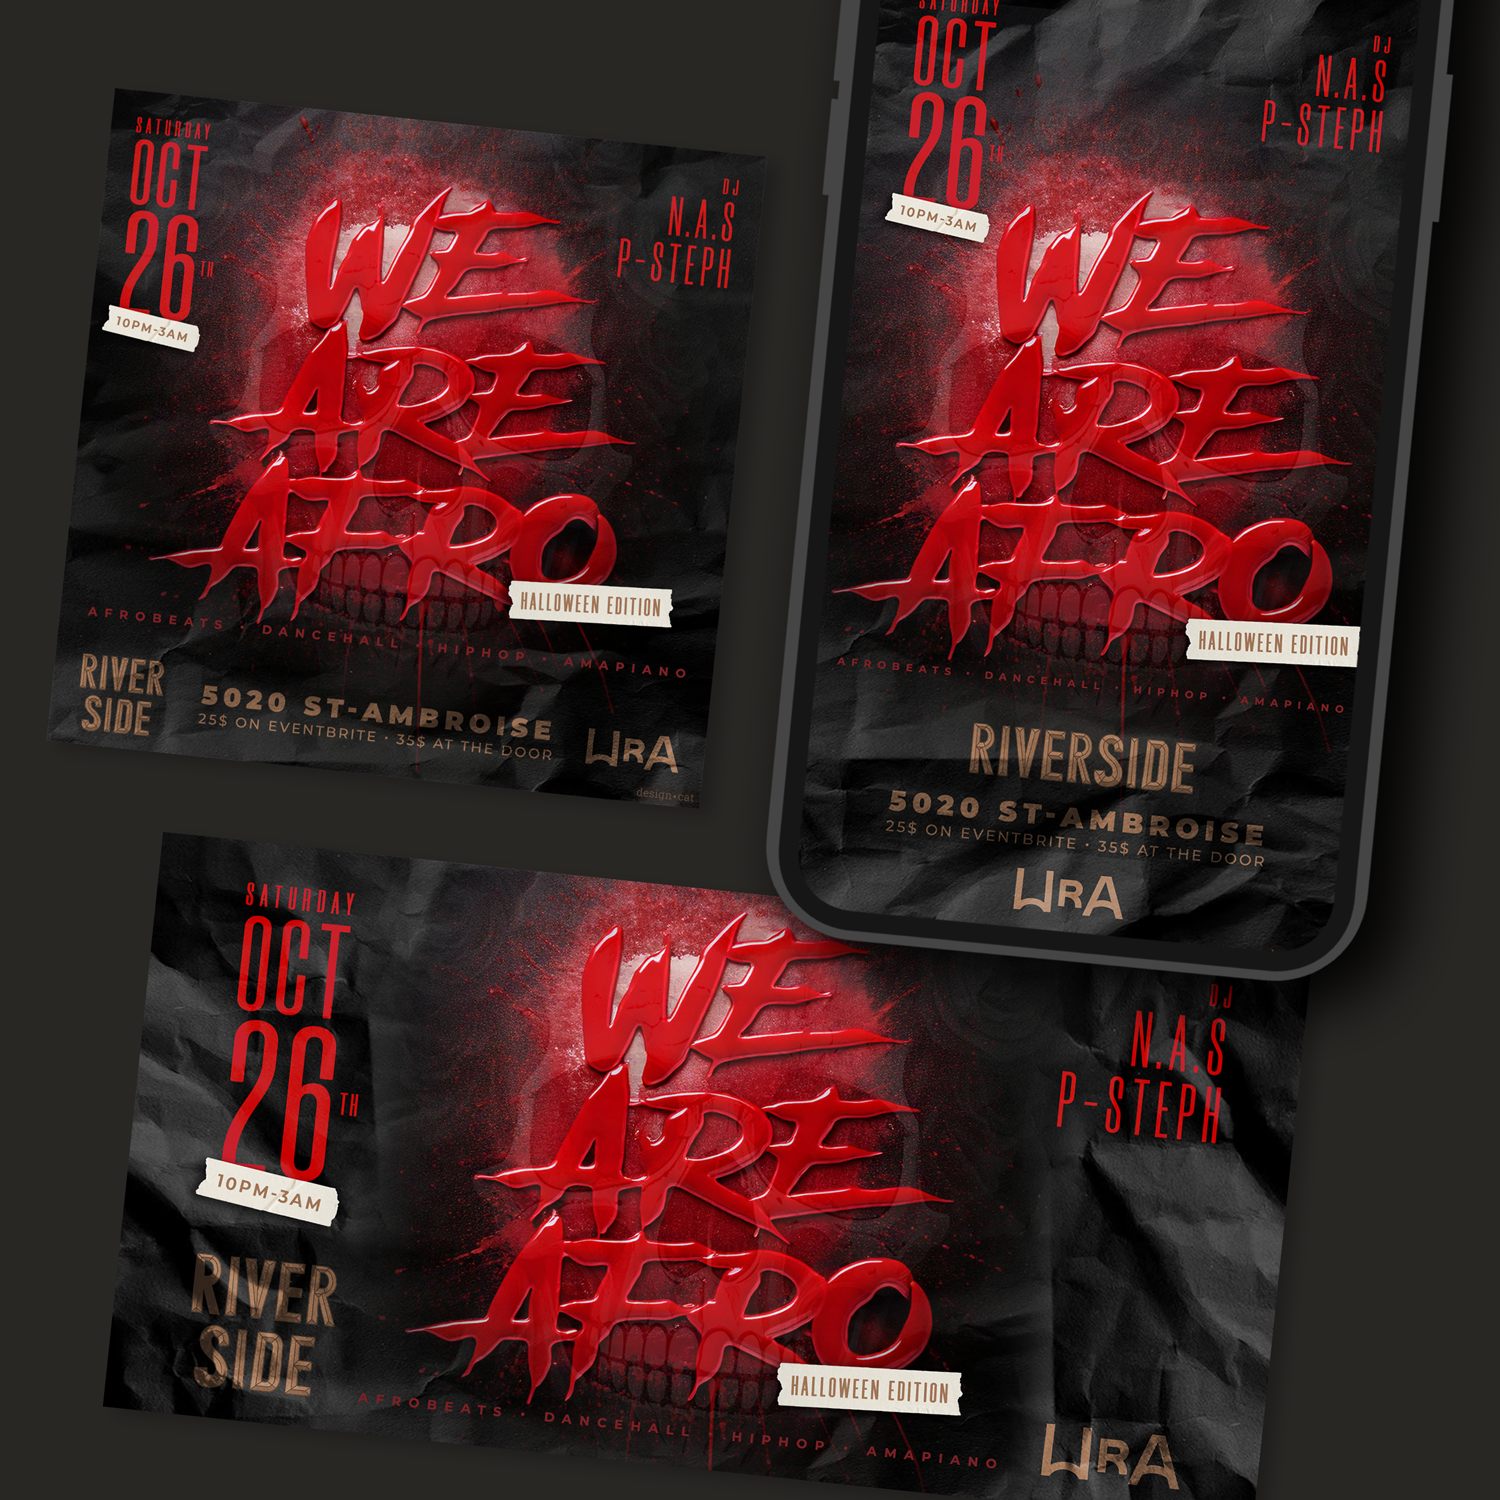 SATURDAY
OCT
26TH
10PM-3AM
DJ
N.A.S
P-STEPH
WE
ARE
AFRO
HALLOWEEN EDITION
AFROBEATS · DANCEHALL · HIPHOP · AMAPIANO
RIVER
SIDE
5020 ST-AMBROISE
25$ ON EVENTBRITE · 35$ AT THE DOOR
WRA
design•cat
SATURDAY
OCT
26TH
10PM-3AM
DJ
N.A.S
P-STEPH
WE
ARE
AFRO
HALLOWEEN EDITION
AFROBEATS · DANCEHALL · HIPHOP · AMAPIANO
RIVERSIDE
5020 ST-AMBROISE
25$ ON EVENTBRITE · 35$ AT THE DOOR
WRA
SATURDAY
OCT
26TH
10PM-3AM
DJ
N.A.S
P-STEPH
WE
ARE
AFRO
HALLOWEEN EDITION
AFROBEATS · DANCEHALL · HIPHOP · AMAPIANO
RIVER
SIDE
WRA